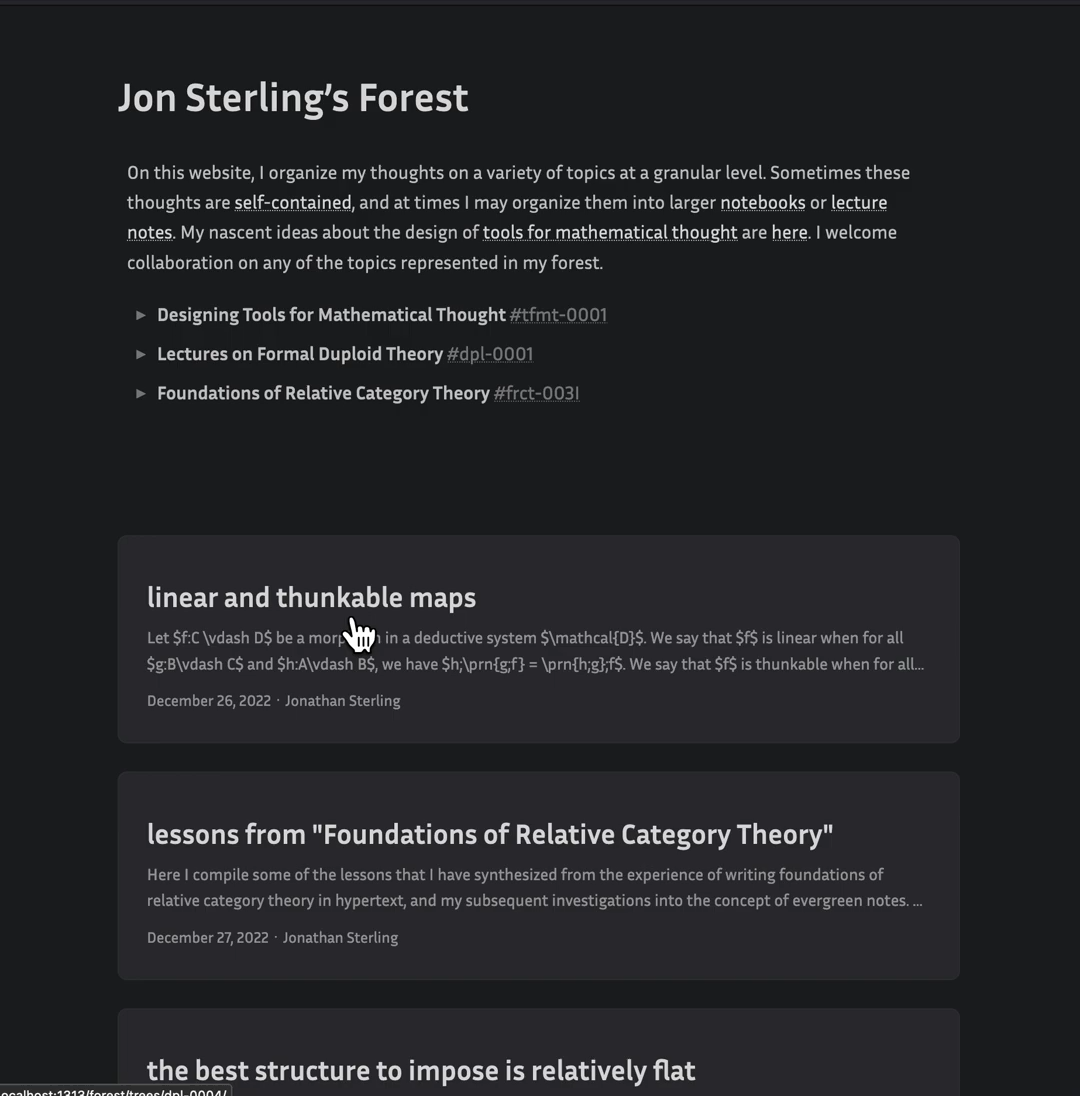 Jon Sterling’s Forest
On this website, I organize my thoughts on a variety of topics at a granular level. Sometimes these
thoughts are self-contained, and at times I may organize them into larger notebooks or lecture
notes. My nascent ideas about the design of tools for mathematical thought are here. I welcome
collaboration on any of the topics represented in my forest.
► Designing Tools for Mathematical Thought #tfmt-0001
► Lectures on Formal Duploid Theory #dpl-0001
► Foundations of Relative Category Theory #frct-003I
linear and thunkable maps
Let $f:C \vdash D$ be a in a deductive system $\mathcal{D}$. We say that $f$ is linear when for all
$g:B\vdash C$ and $h:A\vdash B$, we have $h;\prn{g;f} = \prn{h;g};f$. We say that $f$ is thunkable when for all...
December 26, 2022 · Jonathan Sterling
lessons from "Foundations of Relative Category Theory"
Here I compile some of the lessons that I have synthesized from the experience of writing foundations of
relative category theory in hypertext, and my subsequent investigations into the concept of evergreen notes. ...
December 27, 2022 · Jonathan Sterling
the best structure to impose is relatively flat
ocalhost:1313/forest/trees/dpl-0004/